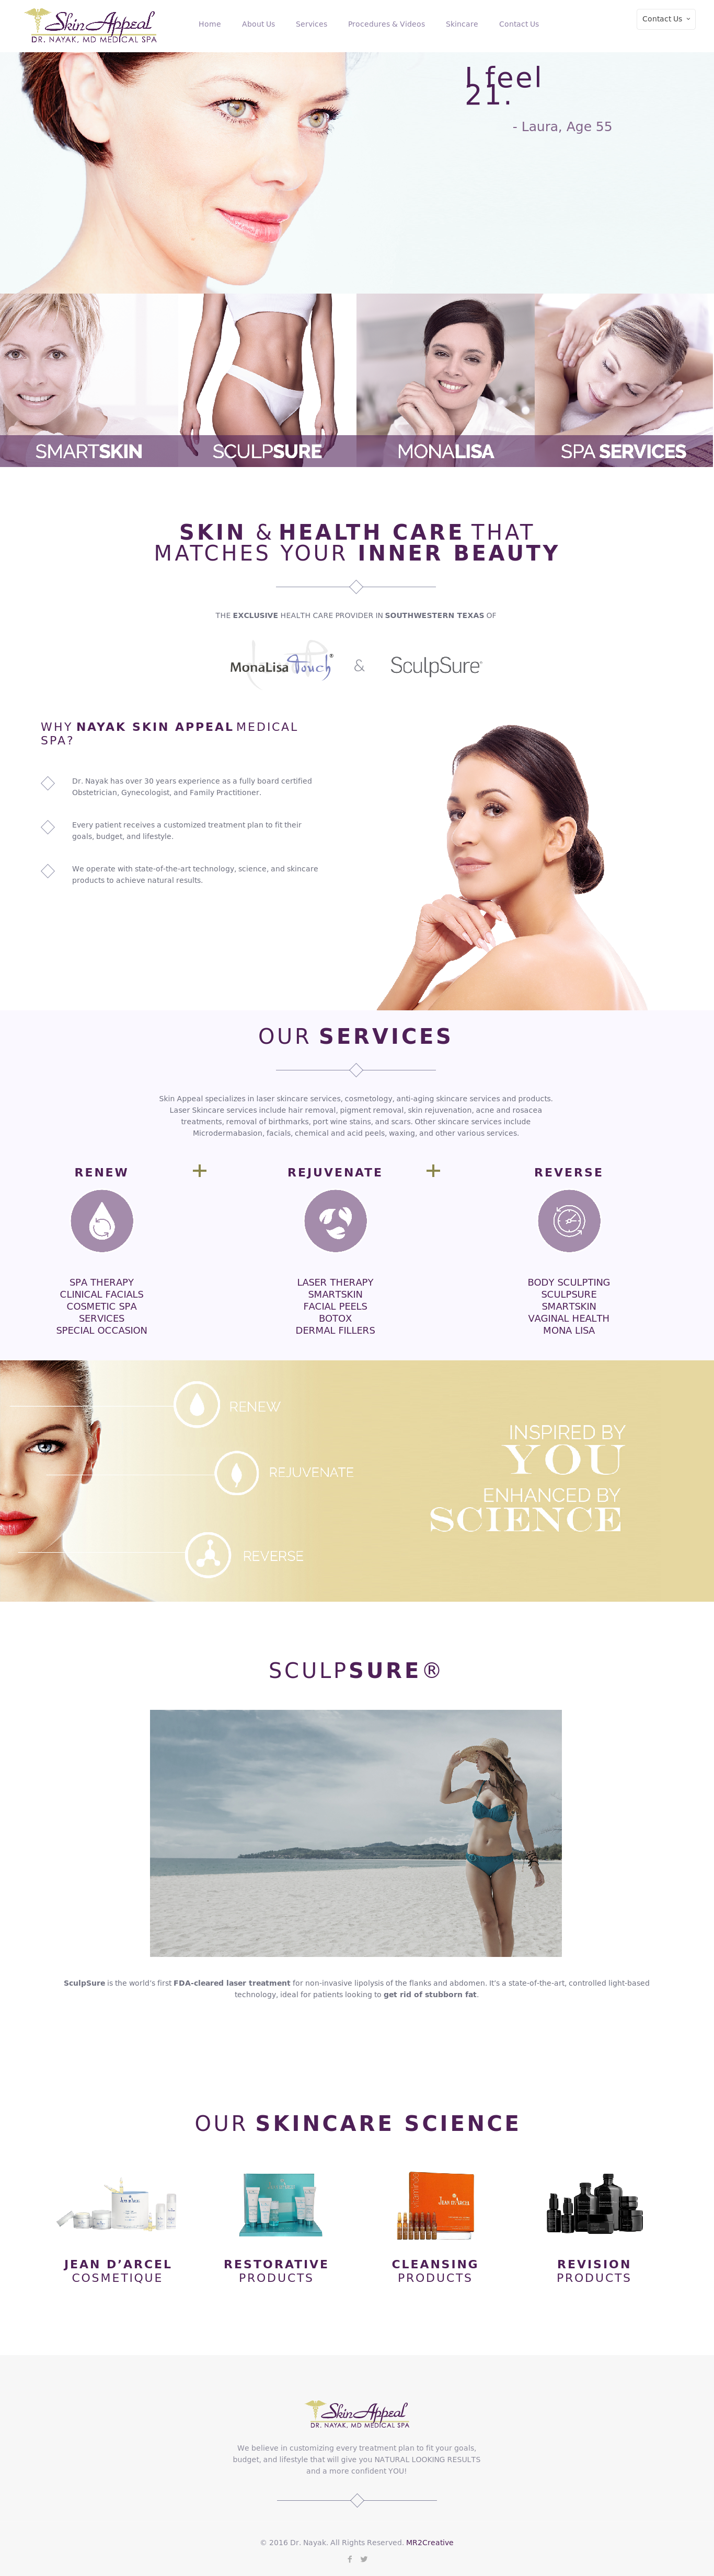 Skin Appeal
DR. NAYAK, MD MEDICAL SPA
Home
About Us
Services
Procedures & Videos
Skincare
Contact Us
Contact Us
I feel
21.
- Laura, Age 55
SMARTSKIN
SCULPSURE
MONALISA
SPA SERVICES
SKIN & HEALTH CARE THAT
MATCHES YOUR INNER BEAUTY
THE EXCLUSIVE HEALTH CARE PROVIDER IN SOUTHWESTERN TEXAS OF
MonaLisa Touch®
&
SculpSure®
WHY NAYAK SKIN APPEAL MEDICAL
SPA?
Dr. Nayak has over 30 years experience as a fully board certified
Obstetrician, Gynecologist, and Family Practitioner.
Every patient receives a customized treatment plan to fit their
goals, budget, and lifestyle.
We operate with state-of-the-art technology, science, and skincare
products to achieve natural results.
OUR SERVICES
Skin Appeal specializes in laser skincare services, cosmetology, anti-aging skincare services and products.
Laser Skincare services include hair removal, pigment removal, skin rejuvenation, acne and rosacea
treatments, removal of birthmarks, port wine stains, and scars. Other skincare services include
Microdermabasion, facials, chemical and acid peels, waxing, and other various services.
RENEW
+
REJUVENATE
+
REVERSE
SPA THERAPY
CLINICAL FACIALS
COSMETIC SPA
SERVICES
SPECIAL OCCASION
LASER THERAPY
SMARTSKIN
FACIAL PEELS
BOTOX
DERMAL FILLERS
BODY SCULPTING
SCULPSURE
SMARTSKIN
VAGINAL HEALTH
MONA LISA
RENEW
REJUVENATE
REVERSE
INSPIRED BY
YOU
ENHANCED BY
SCIENCE
SCULPSURE®
SculpSure is the world's first FDA-cleared laser treatment for non-invasive lipolysis of the flanks and abdomen. It's a state-of-the-art, controlled light-based
technology, ideal for patients looking to get rid of stubborn fat.
OUR SKINCARE SCIENCE
JEAN D'ARCEL
JEAN D'ARCEL
JEAN D’ARCEL
COSMETIQUE
RESTORATIVE
PRODUCTS
CLEANSING
PRODUCTS
REVISION
PRODUCTS
Skin Appeal
DR. NAYAK, MD MEDICAL SPA
We believe in customizing every treatment plan to fit your goals,
budget, and lifestyle that will give you NATURAL LOOKING RESULTS
and a more confident YOU!
© 2016 Dr. Nayak. All Rights Reserved. MR2Creative